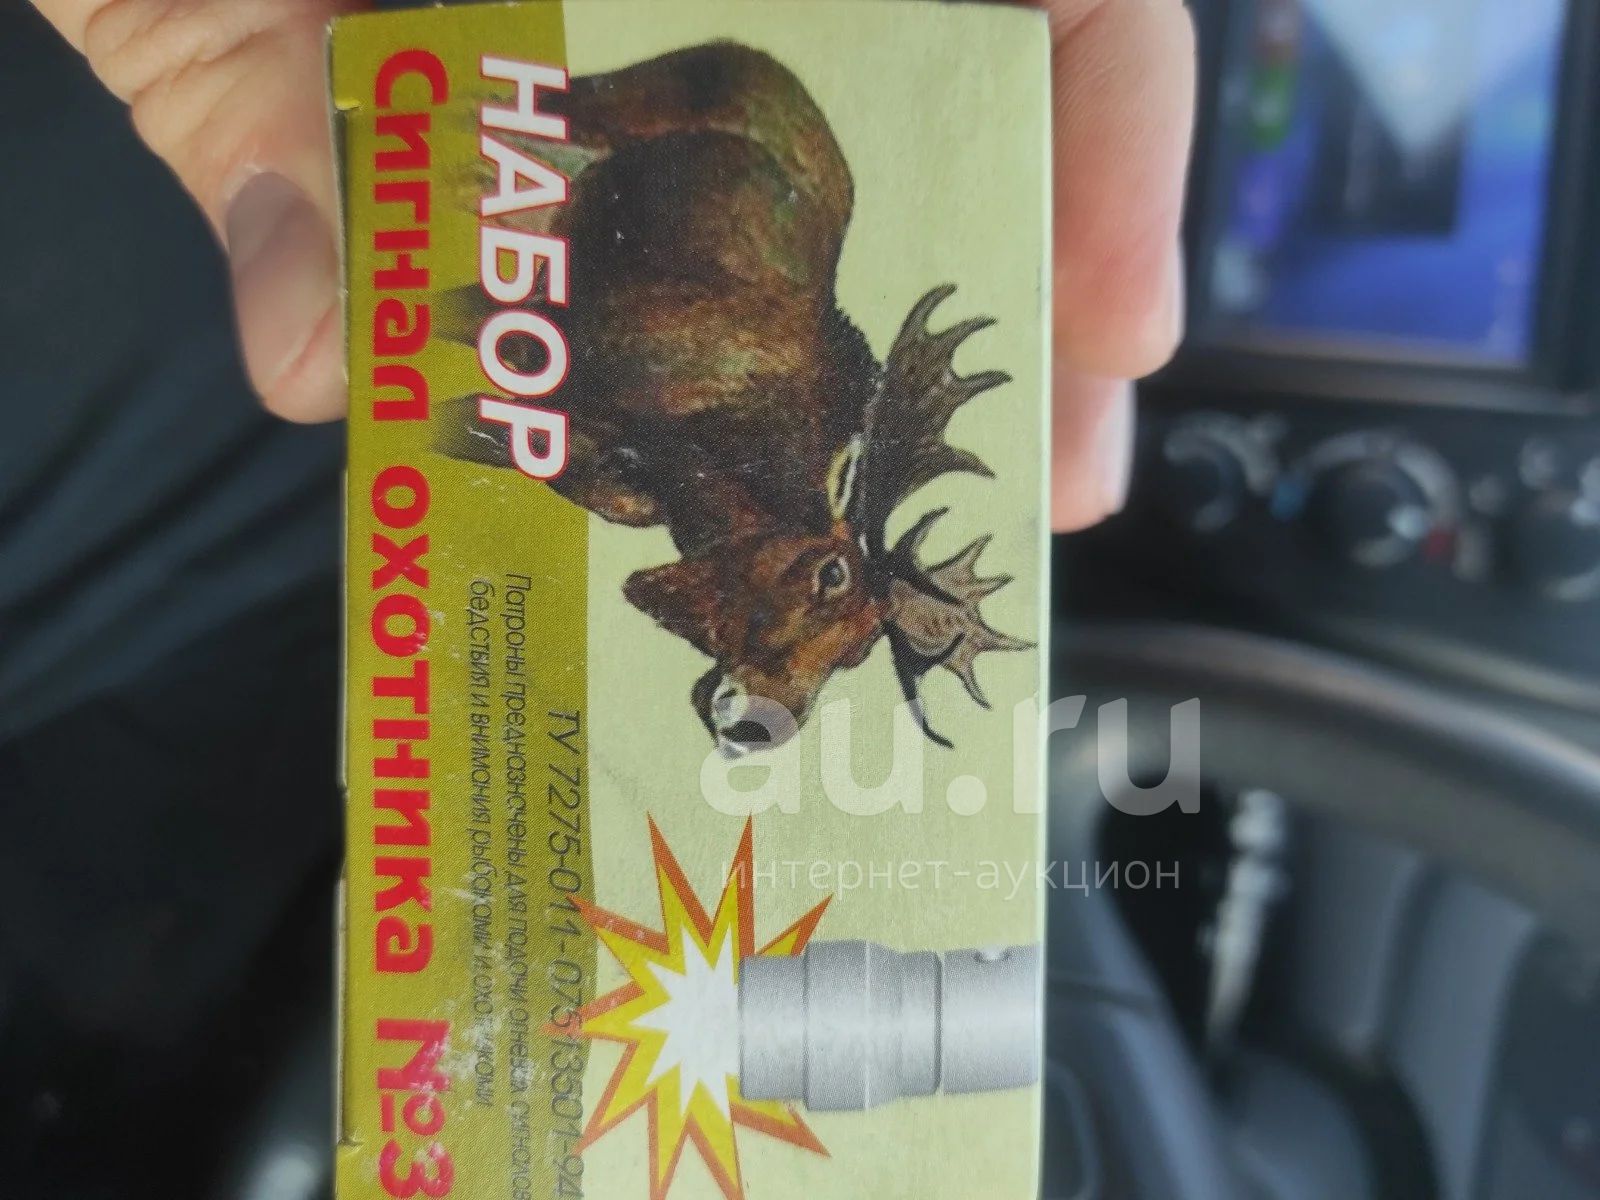 НАБОР
сигнал охотника №3
ТУ 7275-011-07513501-94
Патроны предназначены для подачи днем сигналов
бедствия и внимания рыбаками и охотниками
au.ru
интернет-аукцион